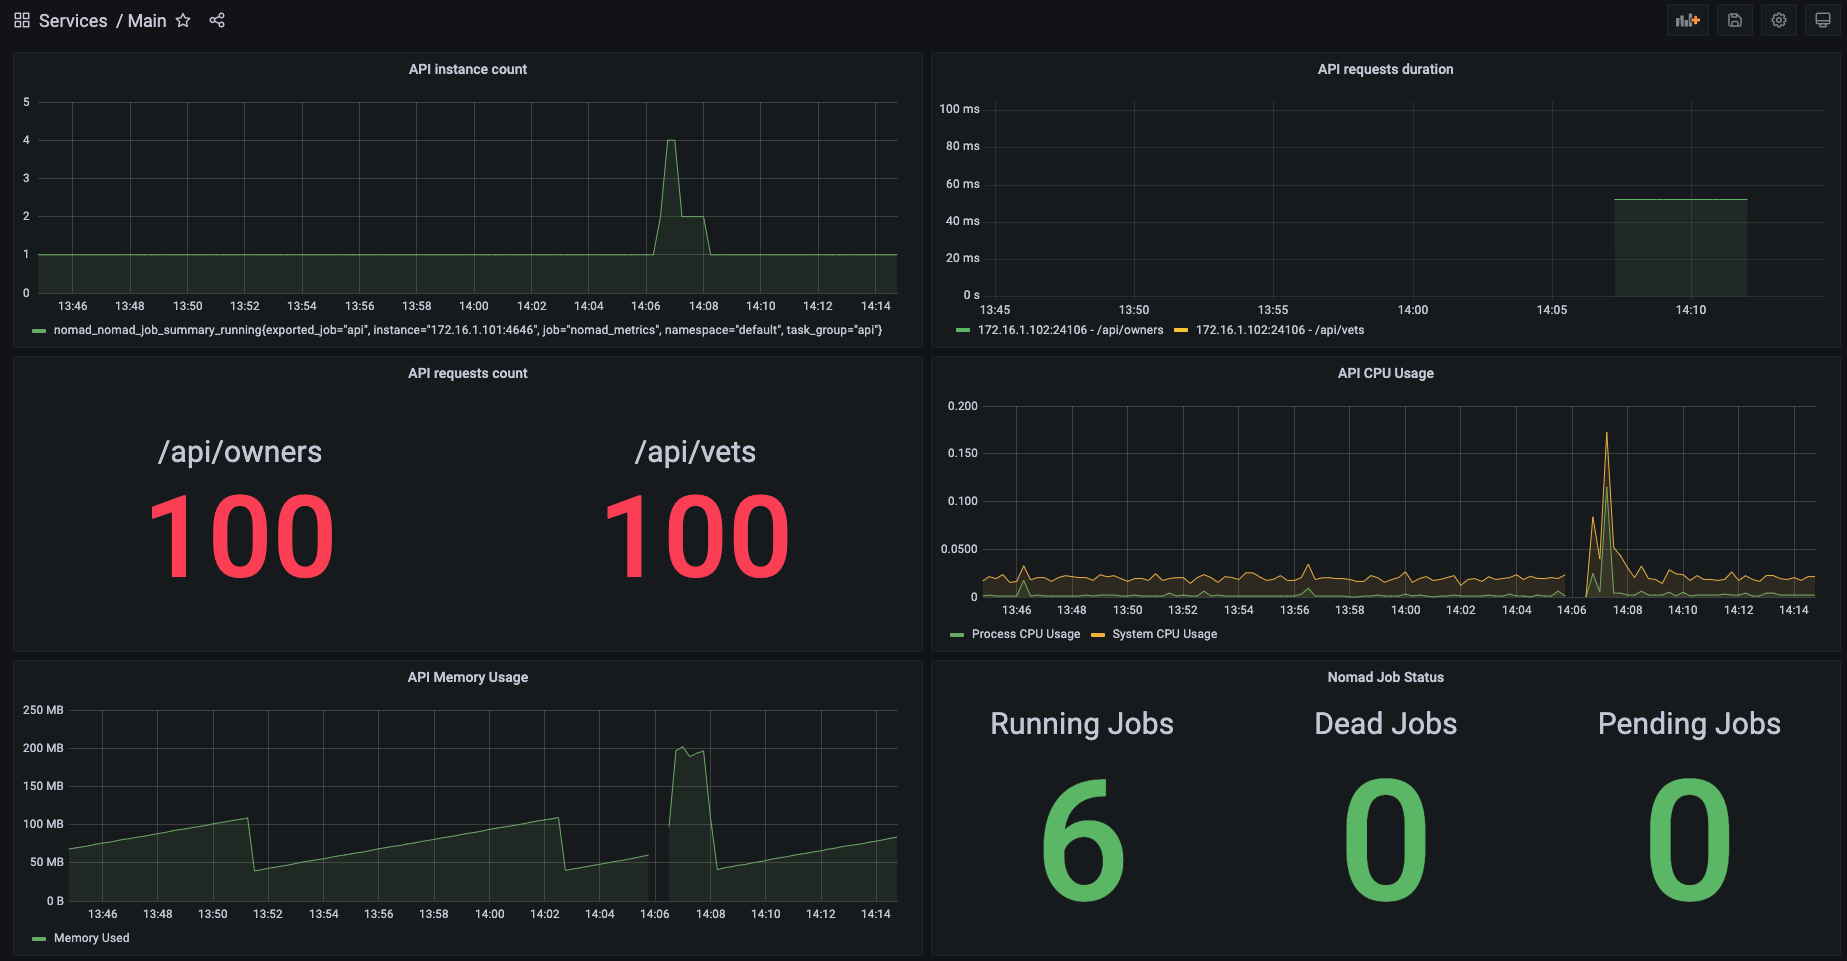 Services / Main
API instance count
5
4
3
2
1
0
13:46 13:48 13:50 13:52 13:54 13:56 13:58 14:00 14:02 14:04 14:06 14:08 14:10 14:12 14:14
nomad_nomad_job_summary_running{exported_job="api", instance="172.16.1.101:4646", job="nomad_metrics", namespace="default", task_group="api"}
API requests duration
100 ms
80 ms
60 ms
40 ms
20 ms
0 s
13:45 13:50 13:55 14:00 14:05 14:10
172.16.1.102:24106 - /api/owners 172.16.1.102:24106 - /api/vets
API requests count
/api/owners /api/vets
100 100
API CPU Usage
0.200
0.150
0.100
0.0500
0
13:46 13:48 13:50 13:52 13:54 13:56 13:58 14:00 14:02 14:04 14:06 14:08 14:10 14:12 14:14
Process CPU Usage System CPU Usage
API Memory Usage
250 MB
200 MB
150 MB
100 MB
50 MB
0 B
13:46 13:48 13:50 13:52 13:54 13:56 13:58 14:00 14:02 14:04 14:06 14:08 14:10 14:12 14:14
Memory Used
Nomad Job Status
Running Jobs Dead Jobs Pending Jobs
6 0 0